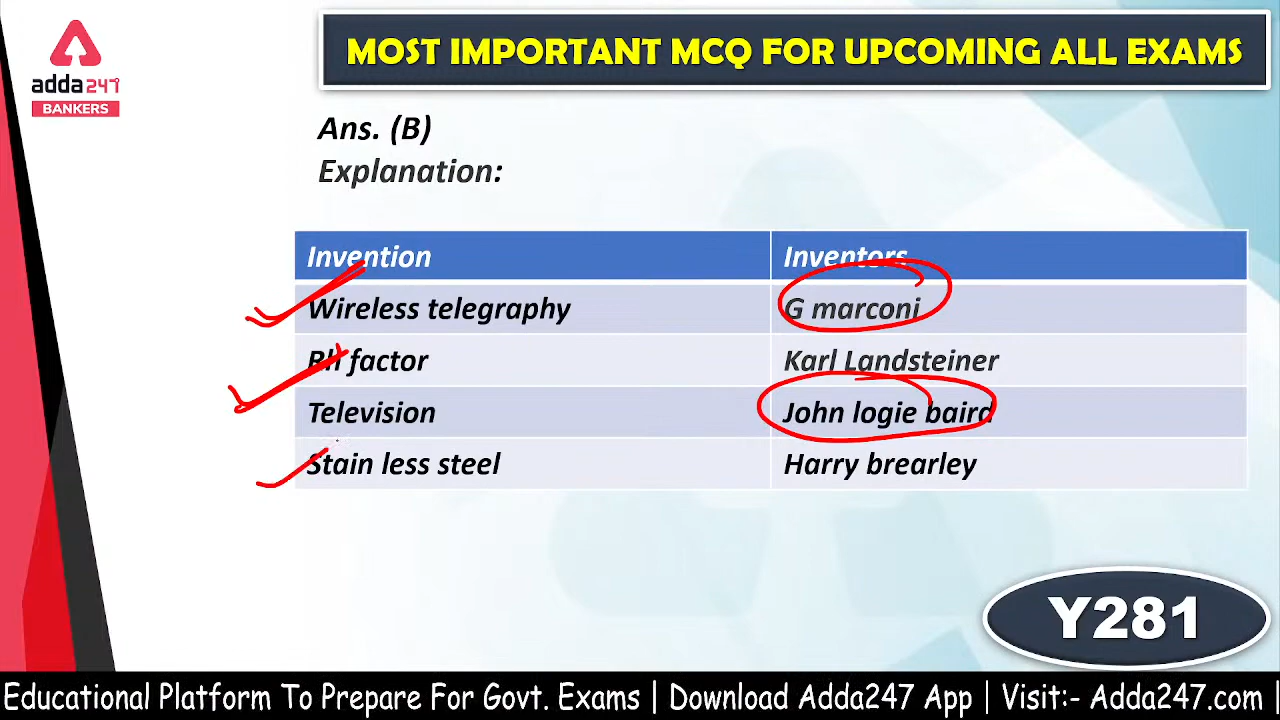 MOST IMPORTANT MCQ FOR UPCOMING ALL EXAMS
adda247
BANKERS
Ans. (B)
Explanation:
Invention Inventors
Wireless telegraphy G marconi
Rh factor Karl Landsteiner
Television John logie baird
Stain less steel Harry brearley
Y281
Educational Platform To Prepare For Govt. Exams | Download Adda247 App | Visit:- Adda247.com |